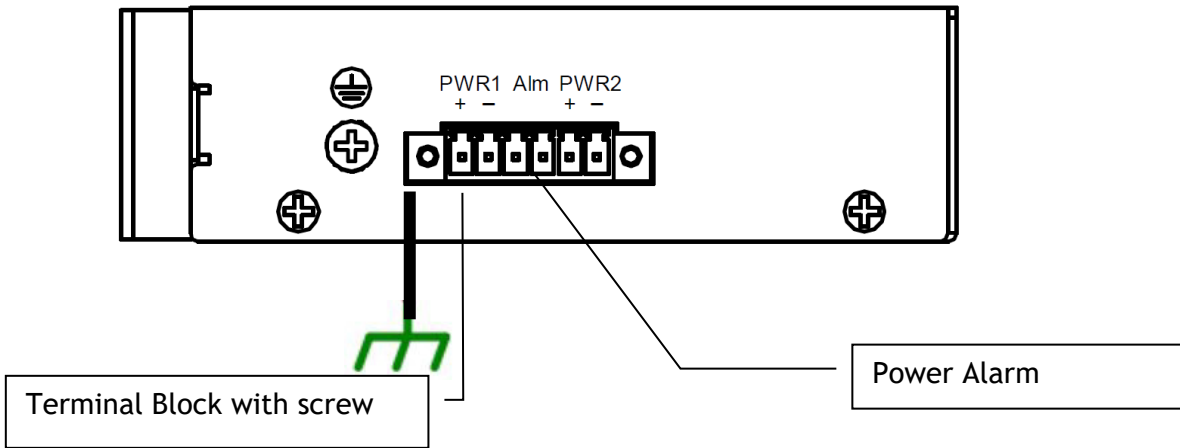 PWR1 Alm PWR2
+ − + −
Power Alarm
Terminal Block with screw